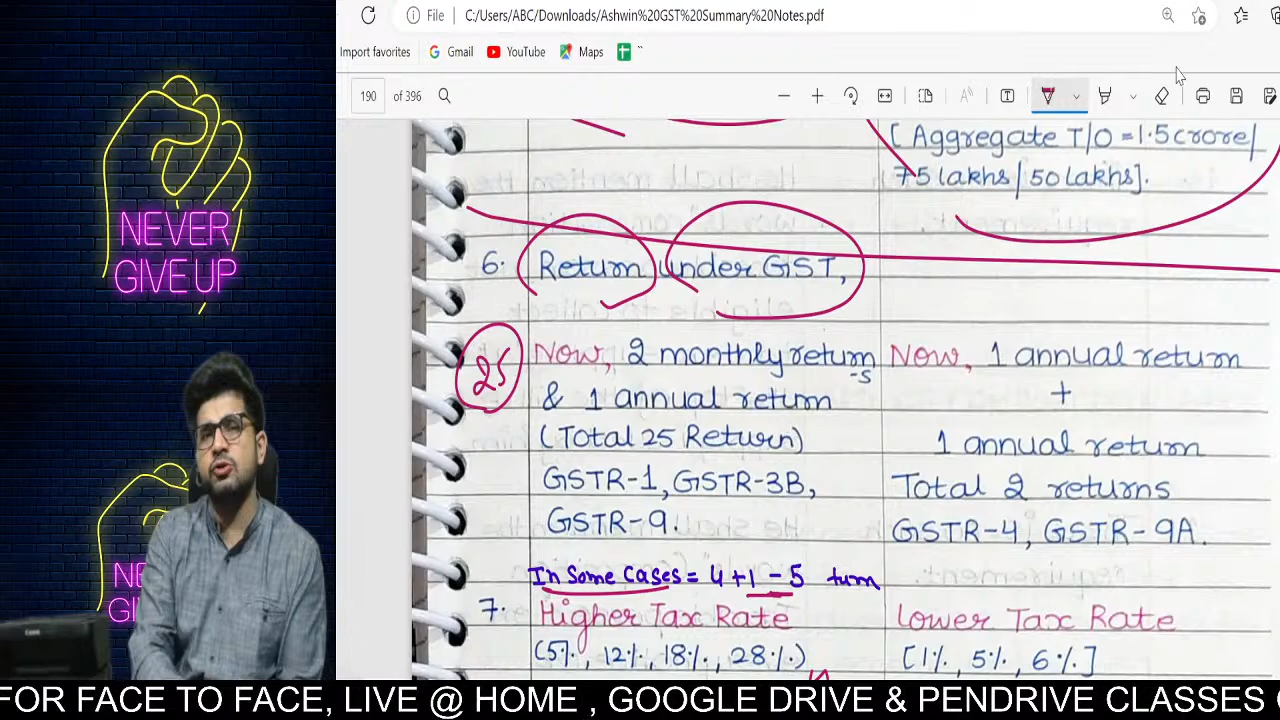 File C:/Users/ABC/Downloads/Ashwin%20GST%20Summary%20Notes.pdf
Import favorites Gmail YouTube Maps
190 of 396
[Aggregate T/O = 1.5 crore/
75 lakhs/50 lakhs].
6. Return under GST,
25
Now, 2 monthly return
-s
& 1 annual return
(Total 25 Return)
GSTR-1, GSTR-3B,
GSTR-9.
In Some Cases = 4 +1 - 5 turn
Now, 1 annual return
+
1 annual return
Total 2 returns
GSTR-4, GSTR-9A.
7. Higher Tax Rate
(5%, 12%, 18%, 28%)
Lower Tax Rate
[1%, 5%, 6%]
NEVER
GIVE UP
NE
GI
FOR FACE TO FACE, LIVE @ HOME , GOOGLE DRIVE & PENDRIVE CLASSES